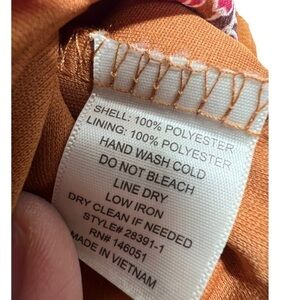 SHELL: 100% POLYESTER
LINING: 100% POLYESTER
HAND WASH COLD
DO NOT BLEACH
LINE DRY
LOW IRON
DRY CLEAN IF NEEDED
STYLE# 28391-1
RN# 146051
MADE IN VIETNAM